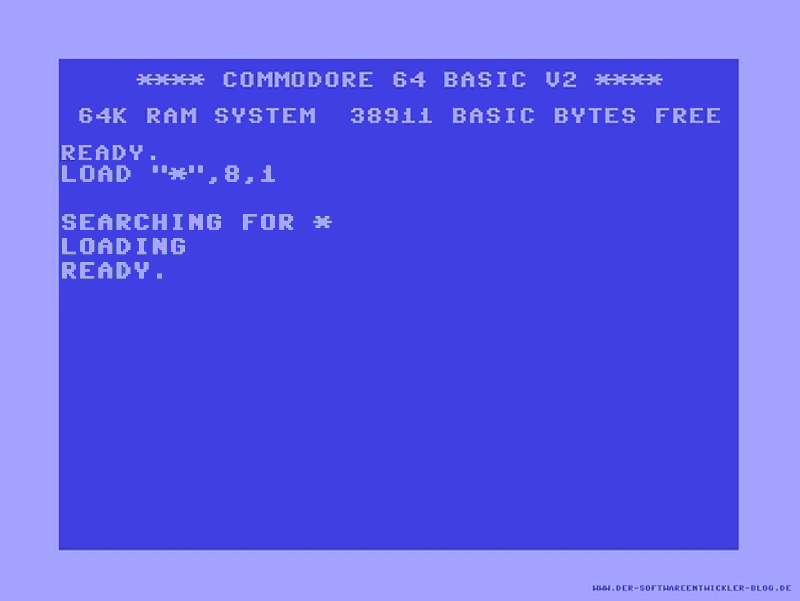 **** COMMODORE 64 BASIC V2 ****
64K RAM SYSTEM  38911 BASIC BYTES FREE
READY.
LOAD "*",8,1
SEARCHING FOR *
LOADING
READY.
WWW.DER-SOFTWAREENTWICKLER-BLOG.DE